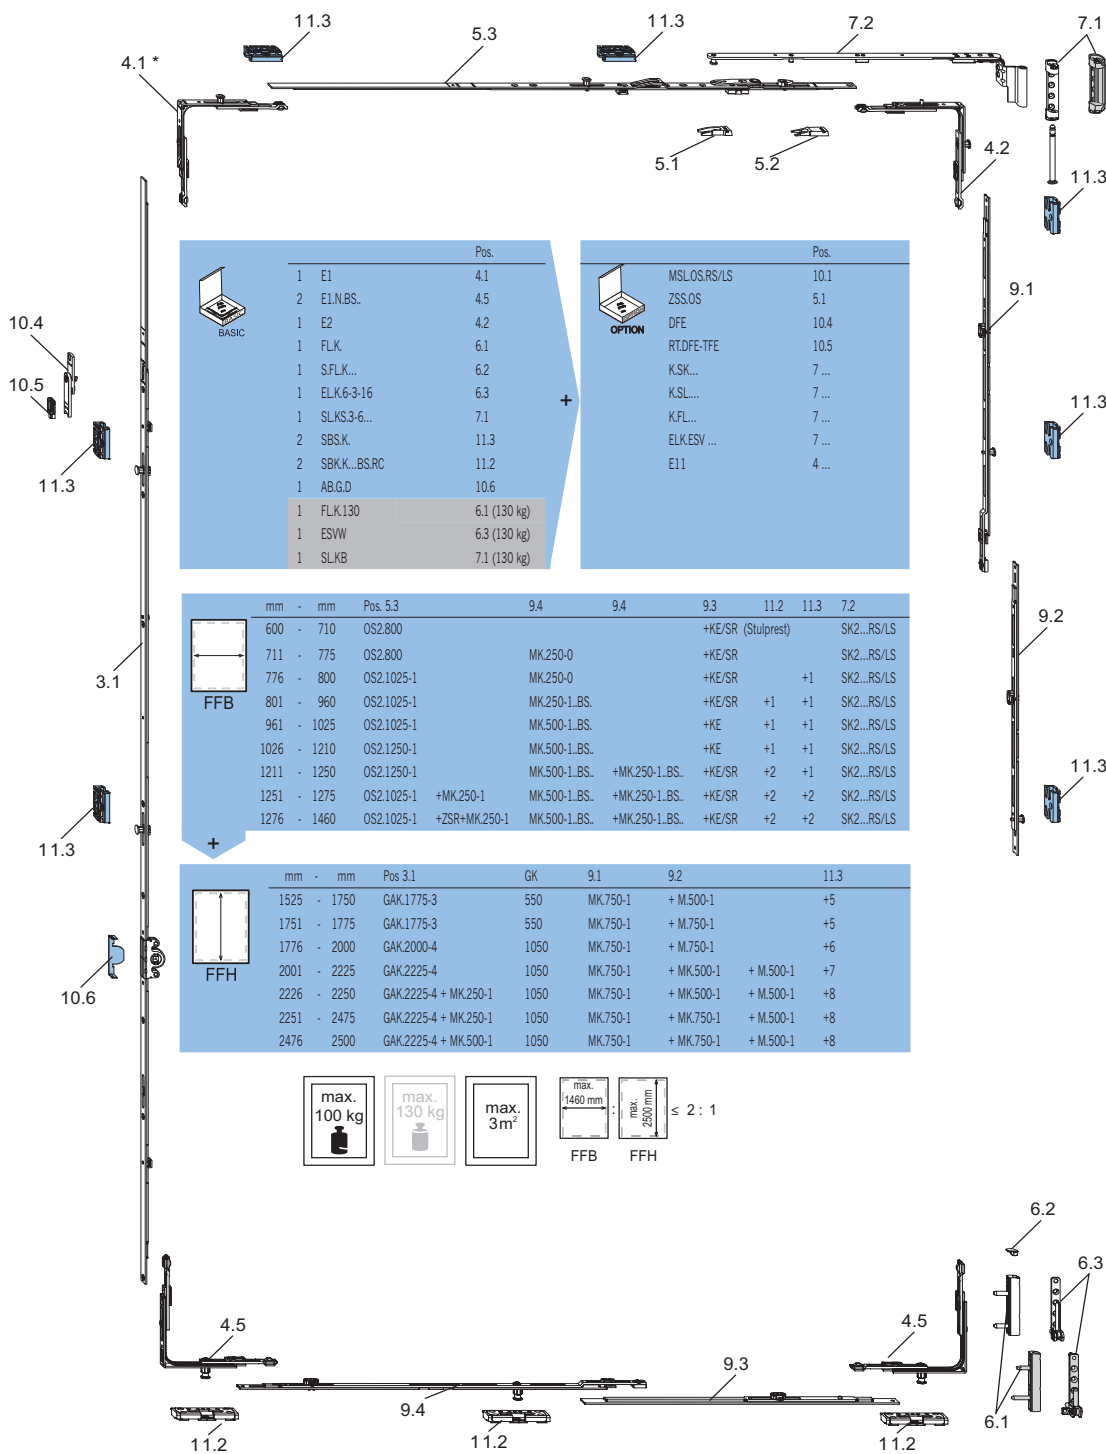 11.3
11.3
7.2
7.1
5.3
4.1 *
5.1
5.2
4.2
11.3
Pos.
1 E1 4.1
2 E1.N.BS.. 4.5
1 E2 4.2
1 FL.K. 6.1
1 S.FL.K... 6.2
1 EL.K.6-3-16 6.3
1 SL.KS.3-6... 7.1
2 SBS.K. 11.3
2 SBK.K...BS.RC 11.2
1 AB.G.D 10.6
1 FL.K.130 6.1 (130 kg)
1 ESVW 6.3 (130 kg)
1 SL.KB 7.1 (130 kg)
BASIC
+
Pos.
MSL.OS.RS/LS 10.1
ZSS.OS 5.1
DFE 10.4
RT.DFE-TFE 10.5
K.SK... 7 ...
K.SL.... 7 ...
K.FL... 7 ...
ELK.ESV ... 7 ...
E11 4 ...
OPTION
10.4
10.5
11.3
9.1
11.3
3.1
9.2
11.3
11.3
mm - mm Pos. 5.3 9.4 9.4 9.3 11.2 11.3 7.2
600 - 710 OS2.800 +KE/SR (Stulprest) SK2...RS/LS
711 - 775 OS2.800 MK.250-0 +KE/SR SK2...RS/LS
776 - 800 OS2.1025-1 MK.250-0 +KE/SR +1 SK2...RS/LS
801 - 960 OS2.1025-1 MK.250-1..BS. +KE/SR +1 +1 SK2...RS/LS
961 - 1025 OS2.1025-1 MK.500-1..BS.. +KE +1 +1 SK2...RS/LS
1026 - 1210 OS2.1250-1 MK.500-1..BS.. +KE +1 +1 SK2...RS/LS
1211 - 1250 OS2.1250-1 MK.500-1..BS.. +MK.250-1..BS.. +KE/SR +2 +1 SK2...RS/LS
1251 - 1275 OS2.1025-1 +MK.250-1 MK.500-1..BS.. +MK.250-1..BS.. +KE/SR +2 +2 SK2...RS/LS
1276 - 1460 OS2.1025-1 +ZSR+MK.250-1 MK.500-1..BS.. +MK.250-1..BS.. +KE/SR +2 +2 SK2...RS/LS
FFB
+
mm - mm Pos 3.1 GK 9.1 9.2 11.3
1525 - 1750 GAK.1775-3 550 MK.750-1 + M.500-1 +5
1751 - 1775 GAK.1775-3 550 MK.750-1 + M.750-1 +5
1776 - 2000 GAK.2000-4 1050 MK.750-1 + M.750-1 +6
2001 - 2225 GAK.2225-4 1050 MK.750-1 + MK.500-1 + M.500-1 +7
2226 - 2250 GAK.2225-4 + MK.250-1 1050 MK.750-1 + MK.500-1 + M.500-1 +8
2251 - 2475 GAK.2225-4 + MK.250-1 1050 MK.750-1 + MK.750-1 + M.500-1 +8
2476 2500 GAK.2225-4 + MK.500-1 1050 MK.750-1 + MK.750-1 + M.500-1 +8
FFH
10.6
max.
100 kg
max.
130 kg
max.
3m²
max.
1460 mm
FFB
:
max.
2500 mm
FFH
≤ 2 : 1
6.2
6.3
6.1
4.5
4.5
9.4
9.3
11.2
11.2
11.2